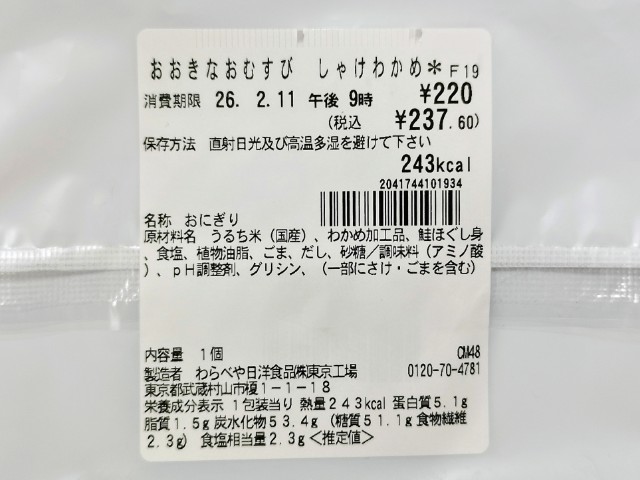 おおきなおむすび しゃけわかめ＊ F19
消費期限 26. 2.11 午後 9時 ¥220
(税込 ¥237.60)
保存方法 直射日光及び高温多湿を避けて下さい
243kcal
2041744101934
名称 おにぎり
原材料名 うるち米（国産）、わかめ加工品、鮭ほぐし身
、食塩、植物油脂、ごま、だし、砂糖／調味料（アミノ酸
）、ｐＨ調整剤、グリシン、（一部にさけ・ごまを含む）
内容量 １個 CM48
製造者 わらべや日洋食品㈱東京工場 0120-70-4781
東京都武蔵村山市榎１－１－１８
栄養成分表示 １包装当り 熱量２４３kcal 蛋白質５.１g
脂質１.５g 炭水化物５３.４g （糖質５１.１g 食物繊維
２.３g） 食塩相当量２.３g＜推定値＞